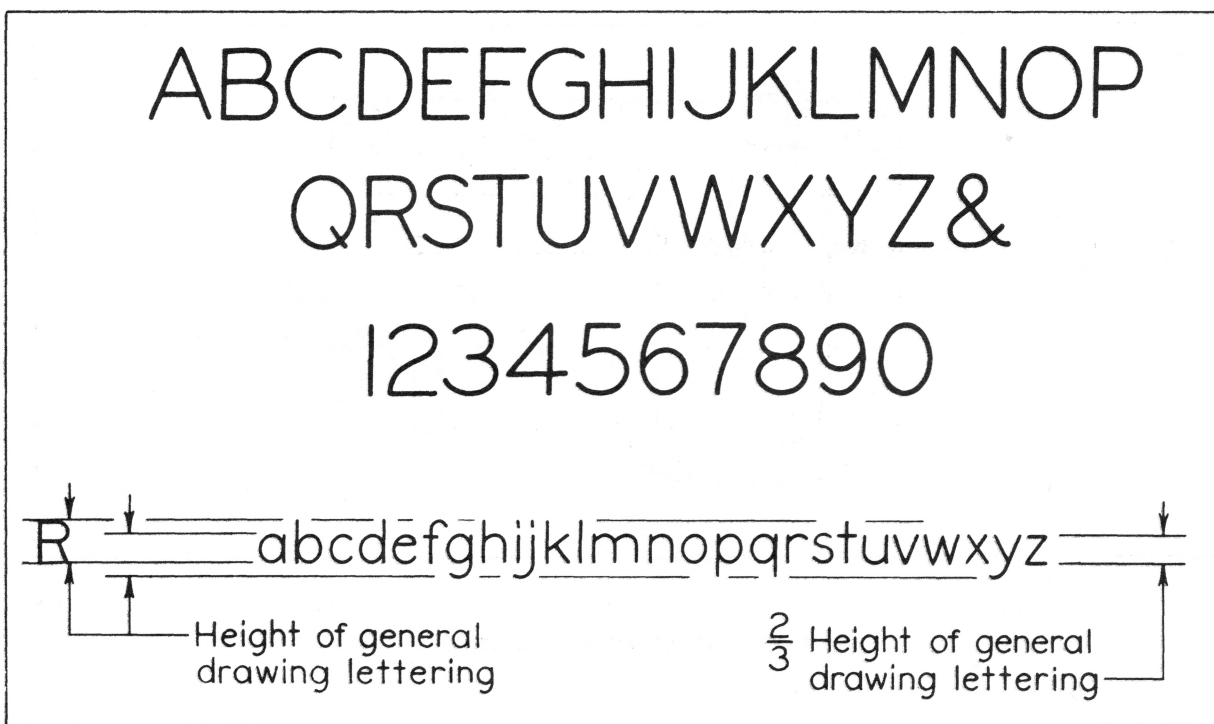 ABCDEFGHIJKLMNOP
QRSTUVWXYZ&
1234567890
R abcdefghijklmnopqrstuvwxyz
Height of general
drawing lettering
2/3 Height of general
drawing lettering